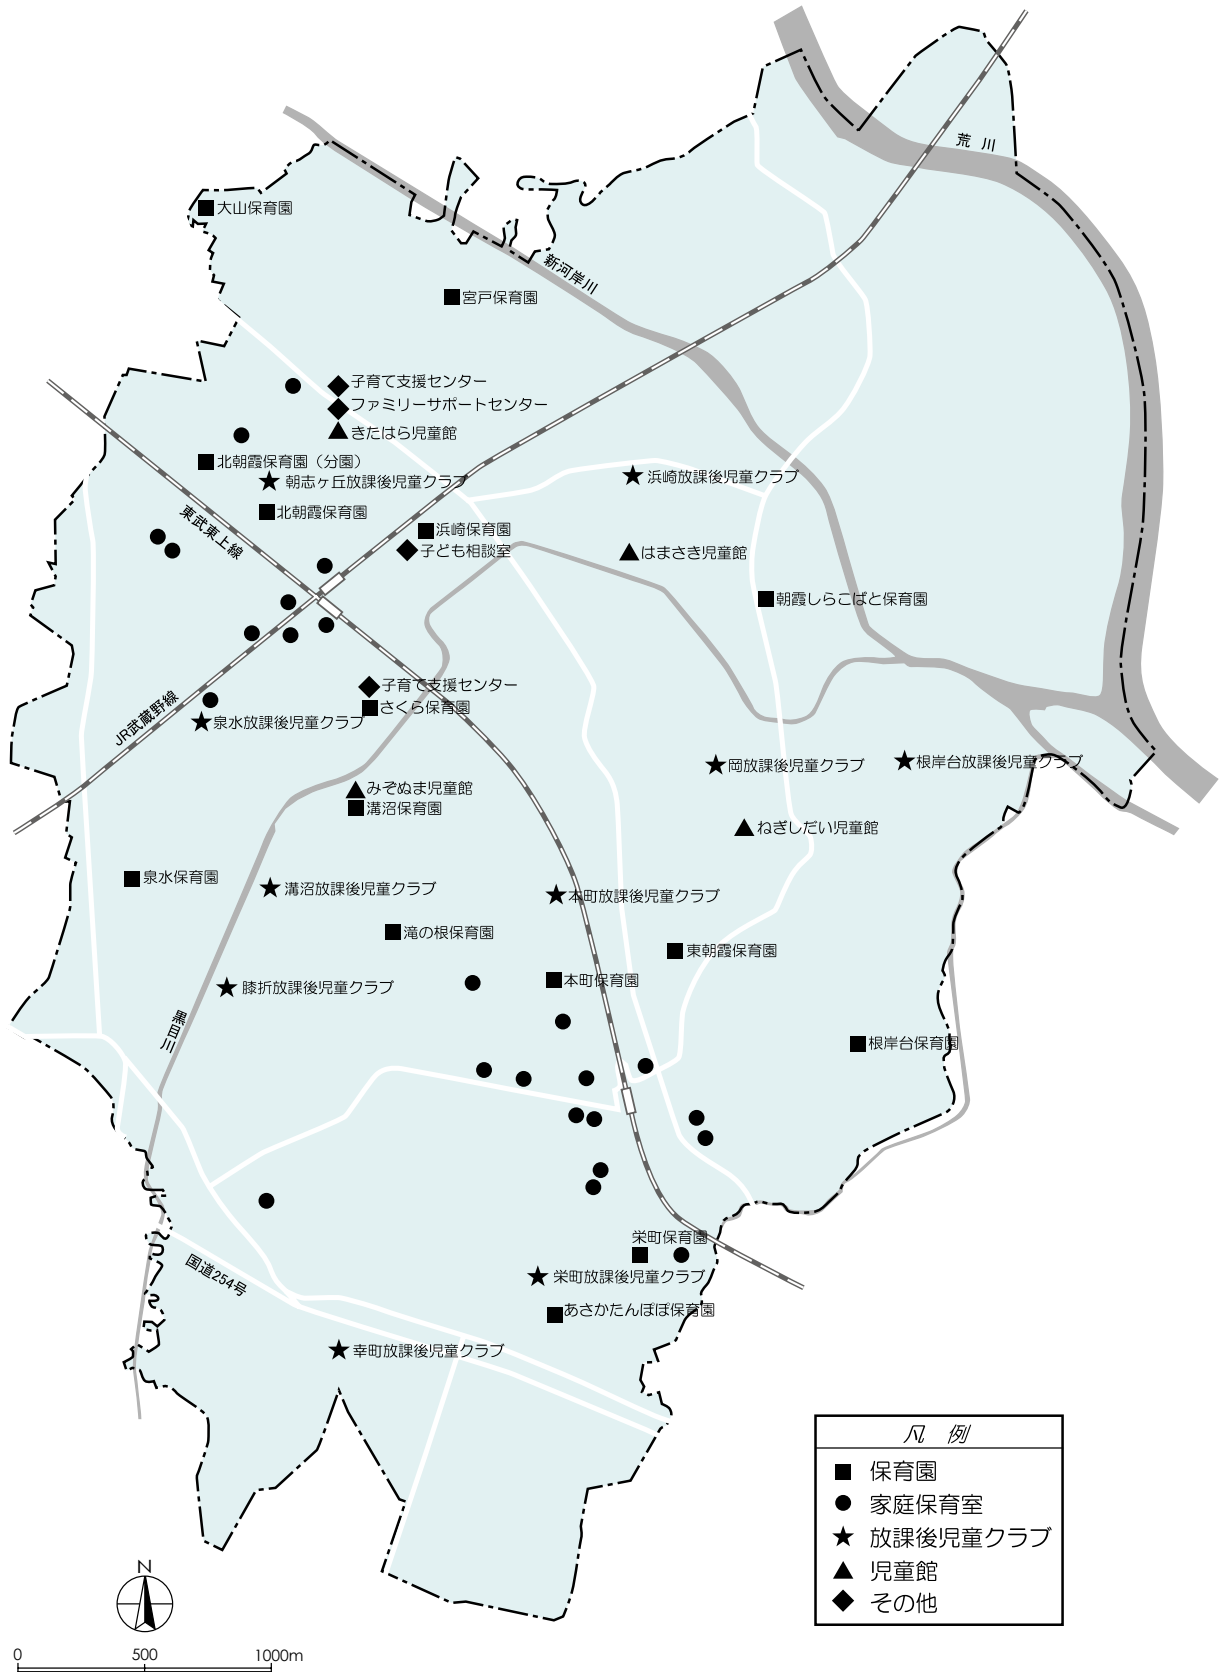 荒川
大山保育園
新河岸川
宮戸保育園
子育て支援センター
ファミリーサポートセンター
きたはら児童館
北朝霞保育園（分園）
朝志ヶ丘放課後児童クラブ
浜崎放課後児童クラブ
北朝霞保育園
東武東上線
浜崎保育園
子ども相談室
はまさき児童館
朝霞しらこばと保育園
子育て支援センター
さくら保育園
JR武蔵野線
泉水放課後児童クラブ
岡放課後児童クラブ
根岸台放課後児童クラブ
みぞぬま児童館
溝沼保育園
ねぎしだい児童館
泉水保育園
溝沼放課後児童クラブ
本町放課後児童クラブ
滝の根保育園
東朝霞保育園
本町保育園
膝折放課後児童クラブ
黒目川
根岸台保育園
栄町保育園
国道254号
栄町放課後児童クラブ
あさかたんぽぽ保育園
幸町放課後児童クラブ
凡例
保育園
家庭保育室
放課後児童クラブ
児童館
その他
N
0 500 1000m